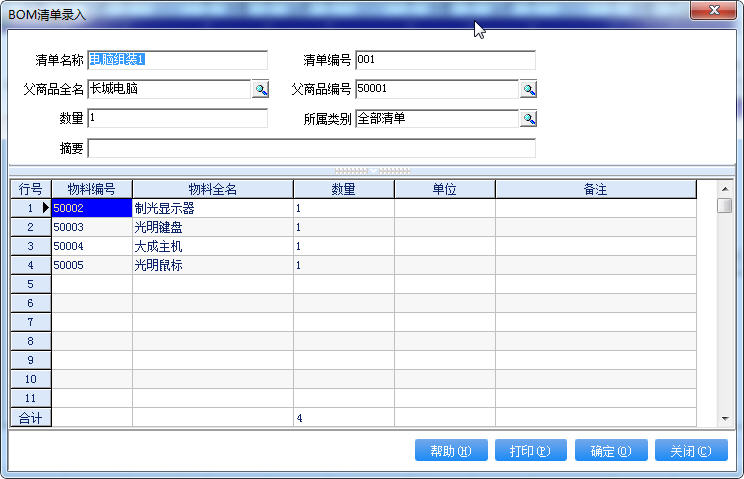 BOM清单录入
清单名称 电脑组装1 清单编号 001
父商品全名 长城电脑 父商品编号 50001
数量 1 所属类别 全部清单
摘要
行号 物料编号 物料全名 数量 单位 备注
1 50002 制光显示器 1
2 50003 光明键盘 1
3 50004 大成主机 1
4 50005 光明鼠标 1
5
6
7
8
9
10
11
合计 4
帮助(H) 打印(P) 确定(O) 关闭(C)